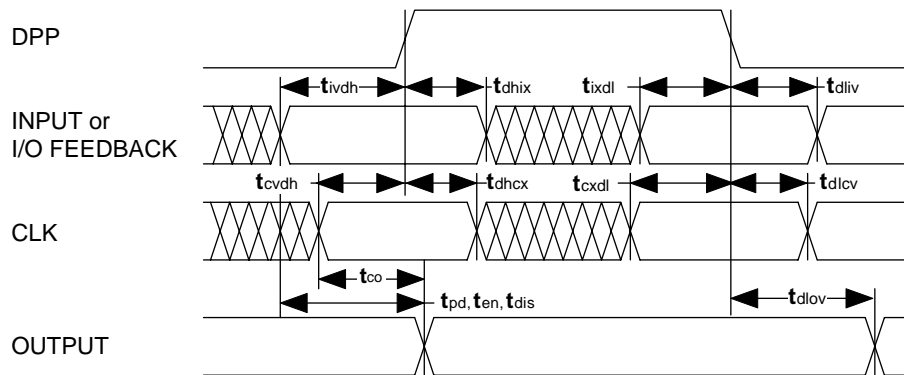 DPP
tivdh tdhix tixdl tdliv
INPUT or
I/O FEEDBACK
tcvdh tdhcx tcxdl tdlcv
CLK
tco
tpd, ten, tdis tdlov
OUTPUT